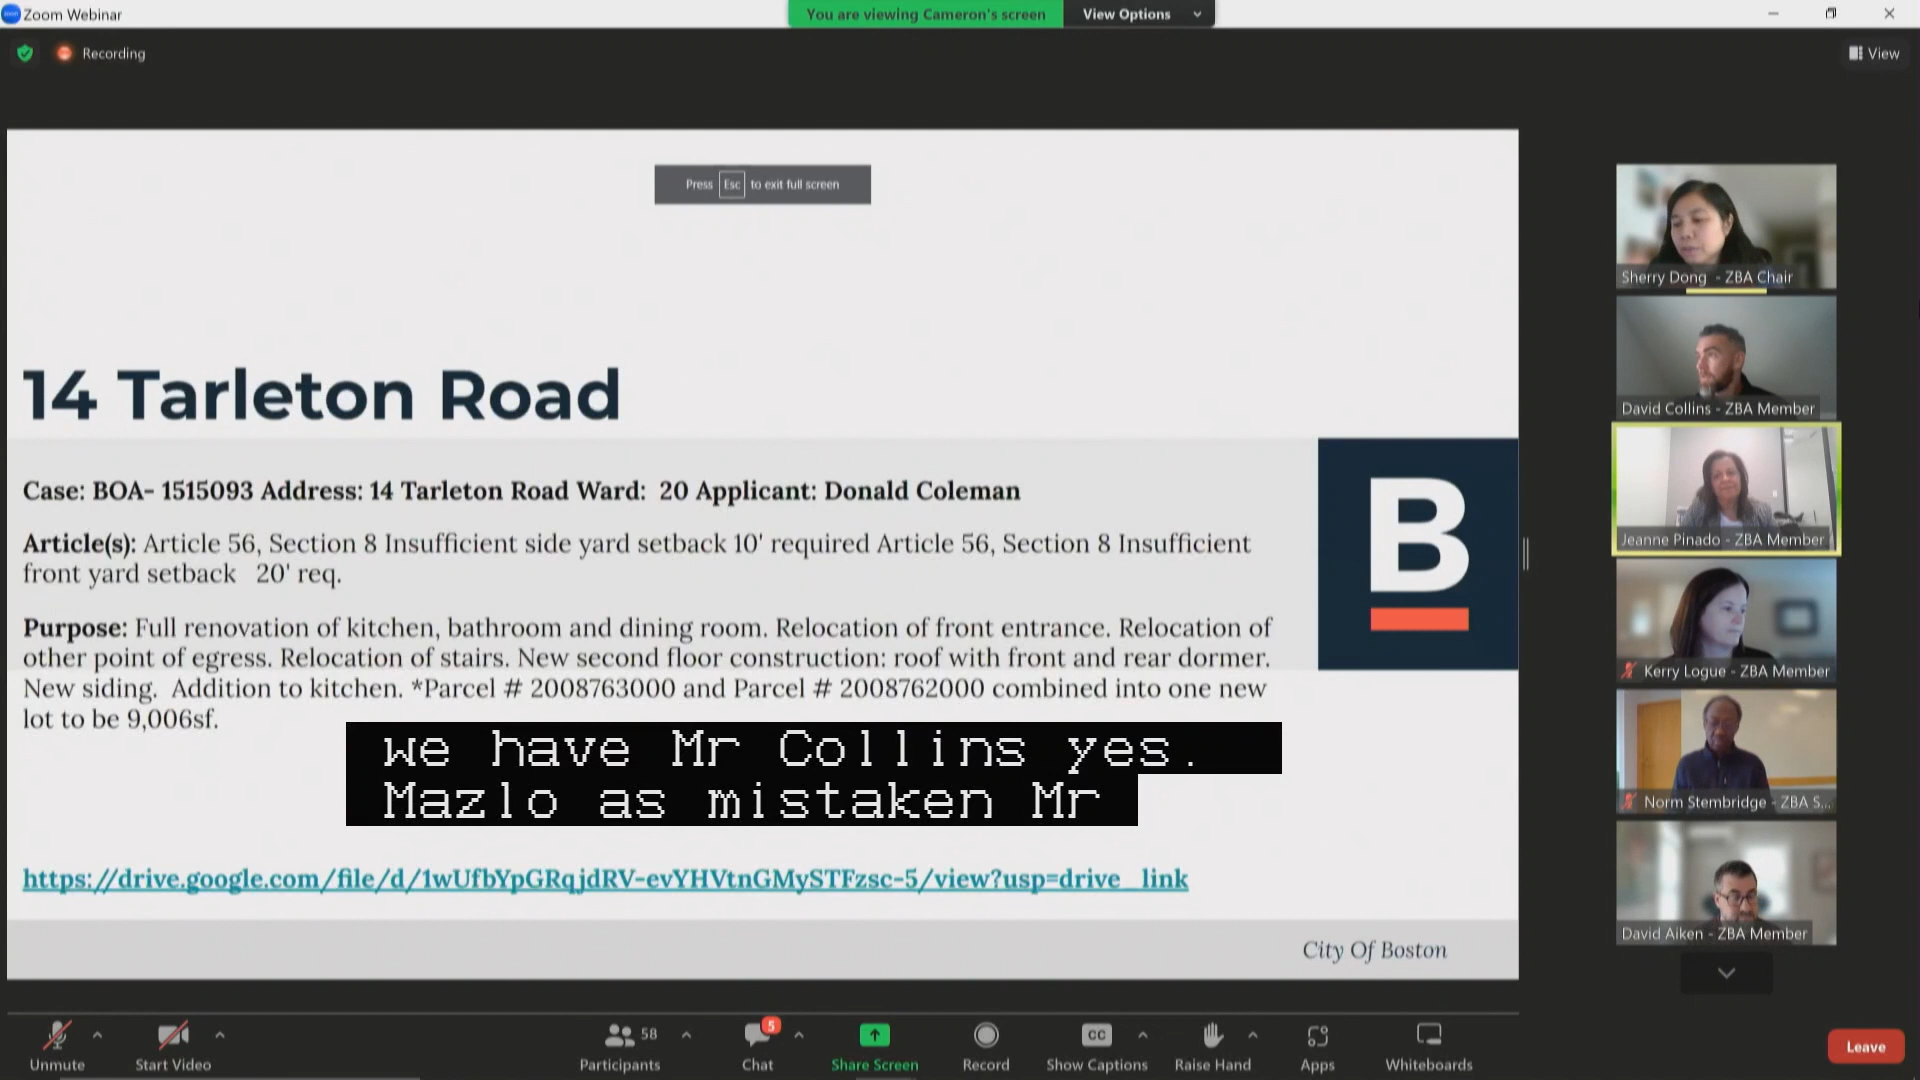 Zoom Webinar
You are viewing Cameron's screen
View Options
Recording
View
Press Esc to exit full screen
14 Tarleton Road
Case: BOA- 1515093 Address: 14 Tarleton Road Ward: 20 Applicant: Donald Coleman
Article(s): Article 56, Section 8 Insufficient side yard setback 10' required Article 56, Section 8 Insufficient
front yard setback 20' req.
Purpose: Full renovation of kitchen, bathroom and dining room. Relocation of front entrance. Relocation of
other point of egress. Relocation of stairs. New second floor construction: roof with front and rear dormer.
New siding. Addition to kitchen. *Parcel # 2008763000 and Parcel # 2008762000 combined into one new
lot to be 9,006sf.
B
we have Mr Collins yes.
Mazlo as mistaken Mr
https://drive.google.com/file/d/1wUfbYpGRqjdRV-evYHVtnGMySTFzsc-5/view?usp=drive_link
City Of Boston
Sherry Dong - ZBA Chair
David Collins - ZBA Member
Jeanne Pinado - ZBA Member
Kerry Logue - ZBA Member
Norm Stembridge - ZBA S...
David Aiken - ZBA Member
Unmute
Start Video
58
Participants
5
Chat
Share Screen
Record
CC
Show Captions
Raise Hand
Apps
Whiteboards
Leave